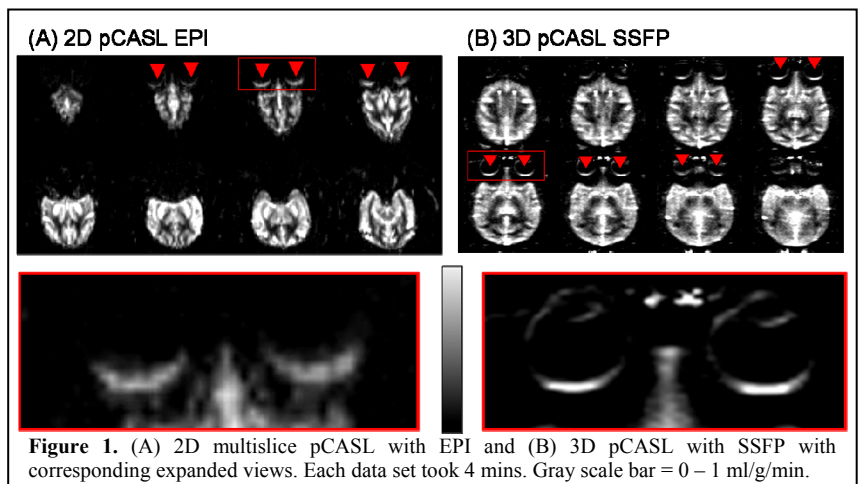 (A) 2D pCASL EPI
(B) 3D pCASL SSFP
Figure 1. (A) 2D multislice pCASL with EPI and (B) 3D pCASL with SSFP with
corresponding expanded views. Each data set took 4 mins. Gray scale bar = 0 – 1 ml/g/min.